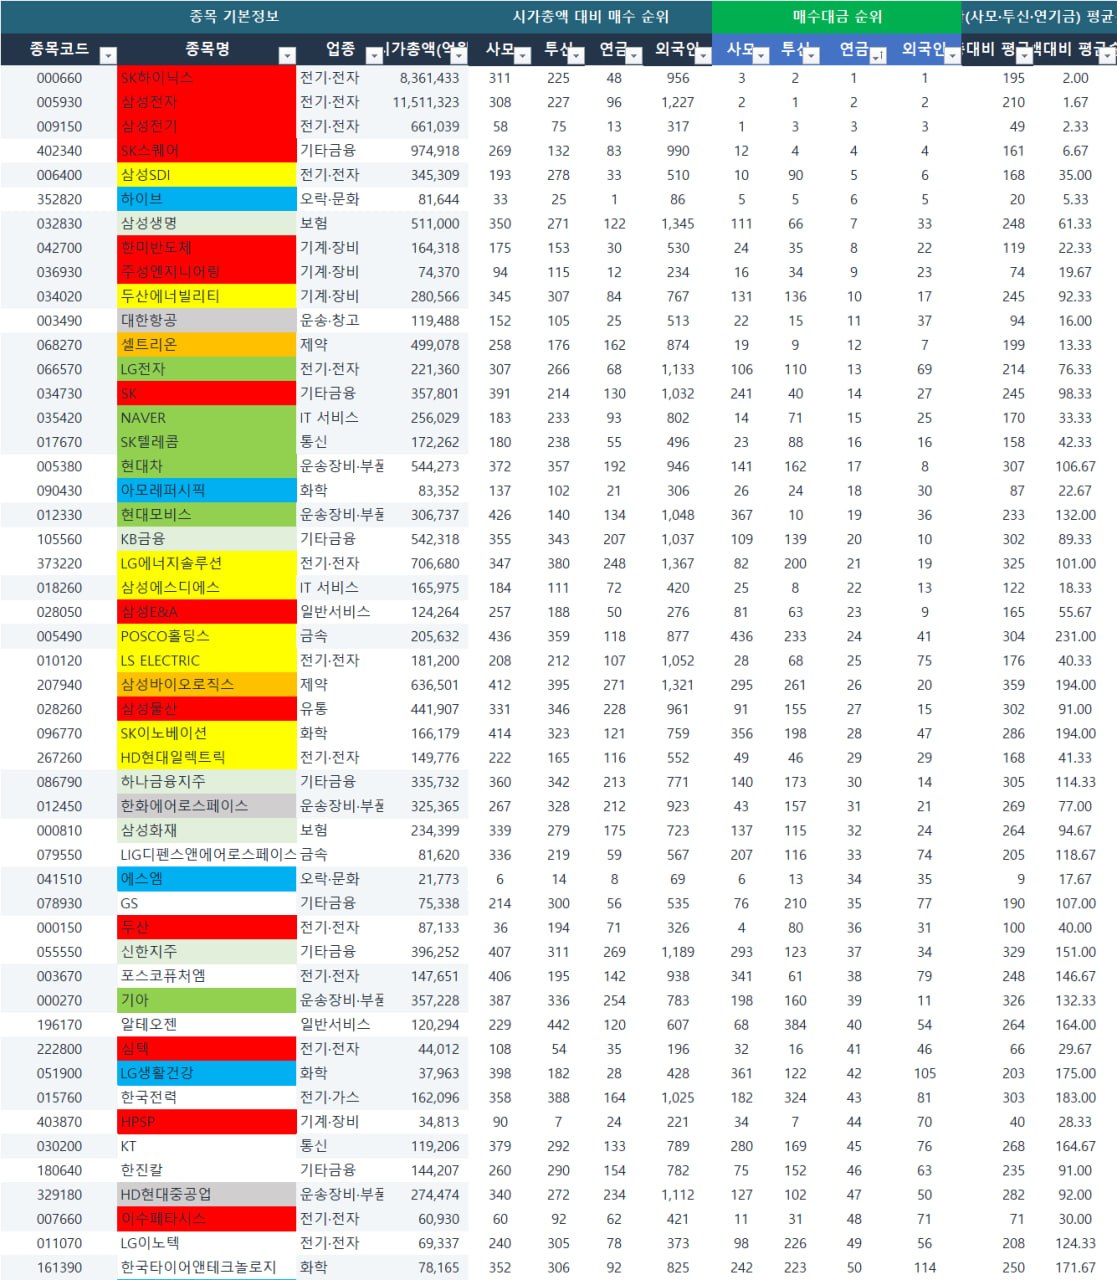 종목 기본정보 시가총액 대비 매수 순위 매수대금 순위 (사모·투신·연기금) 평균
종목코드 종목명 업종 시가총액(억원 사모 투신 연금 외국인 사모 투신 연금 외국인 총대비 평균 액대비 평균
000660 SK하이닉스 전기·전자 8,361,433 311 225 48 956 3 2 1 1 195 2.00
005930 삼성전자 전기·전자 11,511,323 308 227 96 1,227 2 1 2 2 210 1.67
009150 삼성전기 전기·전자 661,039 58 75 13 317 1 3 3 3 49 2.33
402340 SK스퀘어 기타금융 974,918 269 132 83 990 12 4 4 4 161 6.67
006400 삼성SDI 전기·전자 345,309 193 278 33 510 10 90 5 6 168 35.00
352820 하이브 오락·문화 81,644 33 25 1 86 5 5 6 5 20 5.33
032830 삼성생명 보험 511,000 350 271 122 1,345 111 66 7 33 248 61.33
042700 한미반도체 기계·장비 164,318 175 153 30 530 24 35 8 22 119 22.33
036930 주성엔지니어링 기계·장비 74,370 94 115 12 234 16 34 9 23 74 19.67
034020 두산에너빌리티 기계·장비 280,566 345 307 84 767 131 136 10 17 245 92.33
003490 대한항공 운송·창고 119,488 152 105 25 513 22 15 11 37 94 16.00
068270 셀트리온 제약 499,078 258 176 162 874 19 9 12 7 199 13.33
066570 LG전자 전기·전자 221,360 307 266 68 1,133 106 110 13 69 214 76.33
034730 SK 기타금융 357,801 391 214 130 1,032 241 40 14 27 245 98.33
035420 NAVER IT 서비스 256,029 183 233 93 802 14 71 15 25 170 33.33
017670 SK텔레콤 통신 172,262 180 238 55 496 23 88 16 16 158 42.33
005380 현대차 운송장비·부품 544,273 372 357 192 946 141 162 17 8 307 106.67
090430 아모레퍼시픽 화학 83,352 137 102 21 306 26 24 18 30 87 22.67
012330 현대모비스 운송장비·부품 306,737 426 140 134 1,048 367 10 19 36 233 132.00
105560 KB금융 기타금융 542,318 355 343 207 1,037 109 139 20 10 302 89.33
373220 LG에너지솔루션 전기·전자 706,680 347 380 248 1,367 82 200 21 19 325 101.00
018260 삼성에스디에스 IT 서비스 165,975 184 111 72 420 25 8 22 13 122 18.33
028050 삼성E&A 일반서비스 124,264 257 188 50 276 81 63 23 9 165 55.67
005490 POSCO홀딩스 금속 205,632 436 359 118 877 436 233 24 41 304 231.00
010120 LS ELECTRIC 전기·전자 181,200 208 212 107 1,052 28 68 25 75 176 40.33
207940 삼성바이오로직스 제약 636,501 412 395 271 1,321 295 261 26 20 359 194.00
028260 삼성물산 유통 441,907 331 346 228 961 91 155 27 15 302 91.00
096770 SK이노베이션 화학 166,179 414 323 121 759 356 198 28 47 286 194.00
267260 HD현대일렉트릭 전기·전자 149,776 222 165 116 552 49 46 29 29 168 41.33
086790 하나금융지주 기타금융 335,732 360 342 213 771 140 173 30 14 305 114.33
012450 한화에어로스페이스 운송장비·부품 325,365 267 328 212 923 43 157 31 21 269 77.00
000810 삼성화재 보험 234,399 339 279 175 723 137 115 32 24 264 94.67
079550 LIG디펜스앤에어로스페이스 금속 81,620 336 219 59 567 207 116 33 74 205 118.67
041510 에스엠 오락·문화 21,773 6 14 8 69 6 13 34 35 9 17.67
078930 GS 기타금융 75,338 214 300 56 535 76 210 35 77 190 107.00
000150 두산 전기·전자 87,133 36 194 71 326 4 80 36 31 100 40.00
055550 신한지주 기타금융 396,252 407 311 269 1,189 293 123 37 34 329 151.00
003670 포스코퓨처엠 전기·전자 147,651 406 195 142 938 341 61 38 79 248 146.67
000270 기아 운송장비·부품 357,228 387 336 254 783 198 160 39 11 326 132.33
196170 알테오젠 일반서비스 120,294 229 442 120 607 68 384 40 54 264 164.00
222800 심텍 전기·전자 44,012 108 54 35 196 32 16 41 46 66 29.67
051900 LG생활건강 화학 37,963 398 182 28 428 361 122 42 105 203 175.00
015760 한국전력 전기·가스 162,096 358 388 164 1,025 182 324 43 81 303 183.00
403870 HPSP 기계·장비 34,813 90 7 24 221 34 7 44 70 40 28.33
030200 KT 통신 119,206 379 292 133 789 280 169 45 76 268 164.67
180640 한진칼 기타금융 144,207 260 290 154 782 75 152 46 63 235 91.00
329180 HD현대중공업 운송장비·부품 274,474 340 272 234 1,112 127 102 47 50 282 92.00
007660 이수페타시스 전기·전자 60,930 60 92 62 421 11 31 48 71 71 30.00
011070 LG이노텍 전기·전자 69,337 240 305 78 373 98 226 49 56 208 124.33
161390 한국타이어앤테크놀로지 화학 78,165 352 306 92 825 242 223 50 114 250 171.67